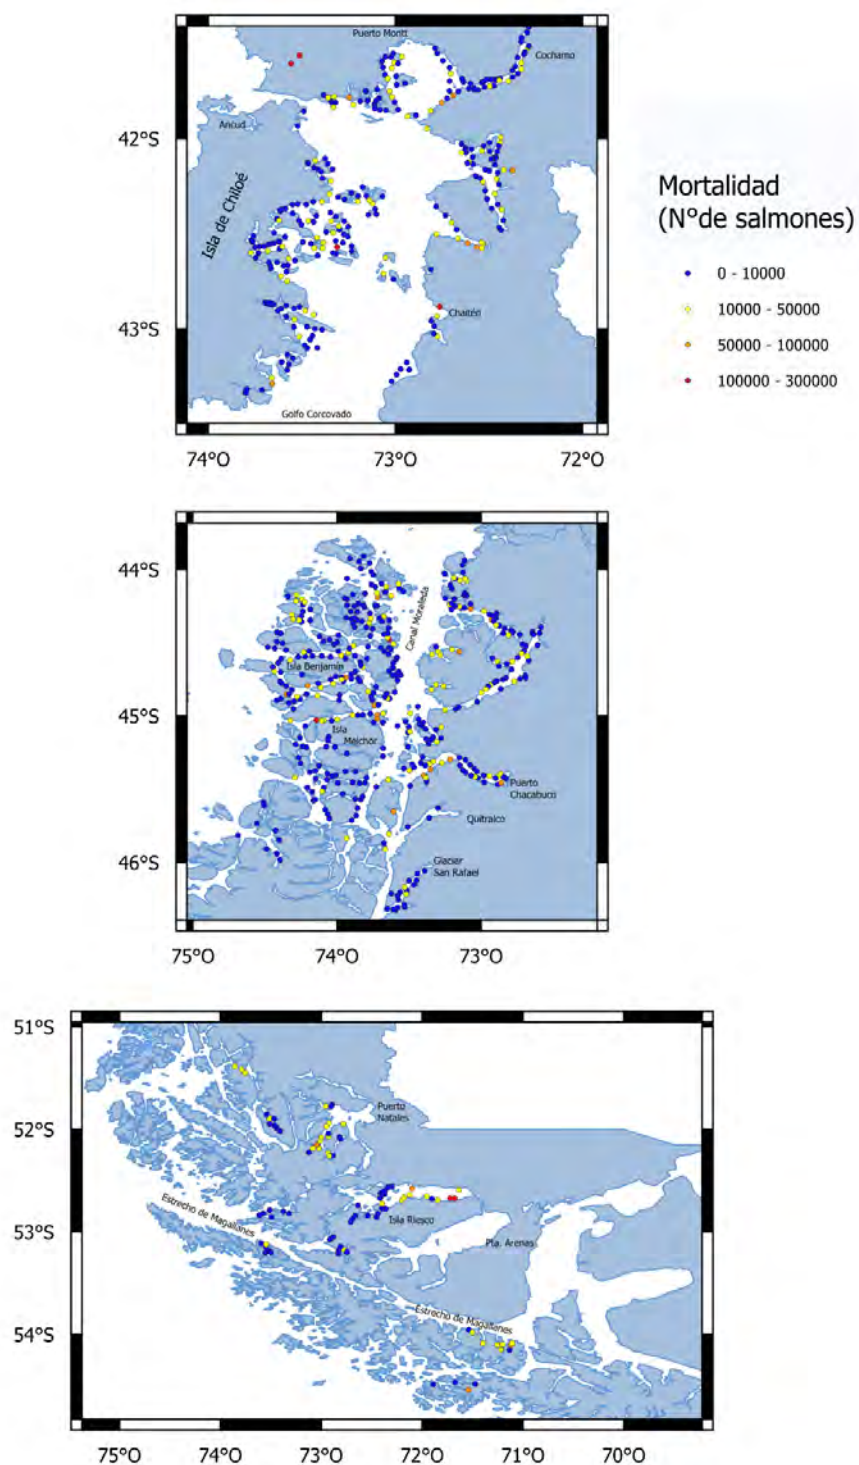 Puerto Montt
Cochamo
Ancud
42°S
Isla de Chiloé
43°S
Chaitén
Golfo Corcovado
74°O 73°O 72°O
Mortalidad
(N°de salmones)
0 - 10000
10000 - 50000
50000 - 100000
100000 - 300000
44°S
Canal Moraleda
Isla Benjamín
45°S
Isla
Melchor
Puerto
Chacabuco
Quitralco
46°S
Glaciar
San Rafael
75°O 74°O 73°O
51°S
52°S
Puerto
Natales
Estrecho de Magallanes
53°S
Isla Riesco
Pta. Arenas
Estrecho de Magallanes
54°S
75°O 74°O 73°O 72°O 71°O 70°O